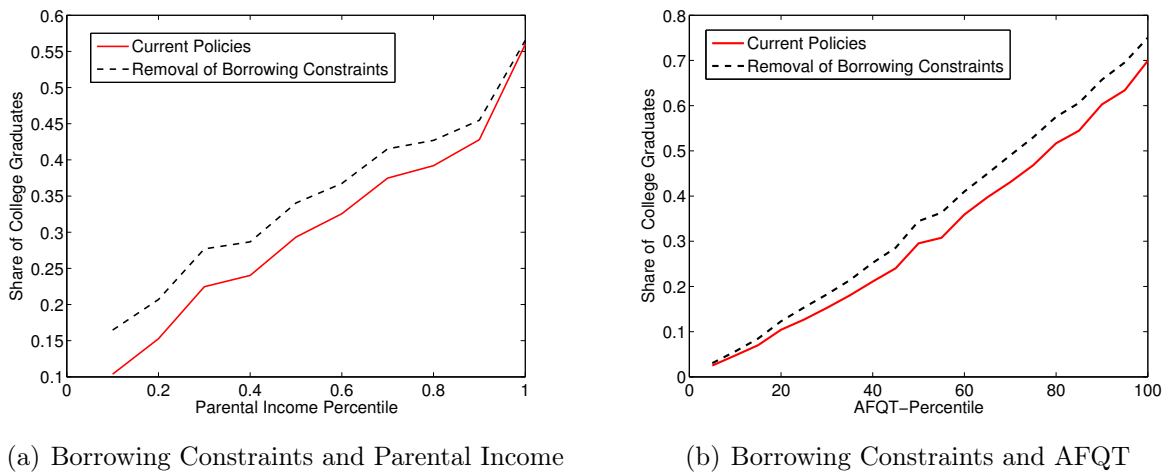 0.6
0.55
0.5
0.45
0.4
0.35
0.3
0.25
0.2
0.15
0.1
0 0.2 0.4 0.6 0.8 1
Share of College Graduates
Parental Income Percentile
Current Policies
Removal of Borrowing Constraints
(a) Borrowing Constraints and Parental Income
0.8
0.7
0.6
0.5
0.4
0.3
0.2
0.1
0
0 20 40 60 80 100
Share of College Graduates
AFQT−Percentile
Current Policies
Removal of Borrowing Constraints
(b) Borrowing Constraints and AFQT